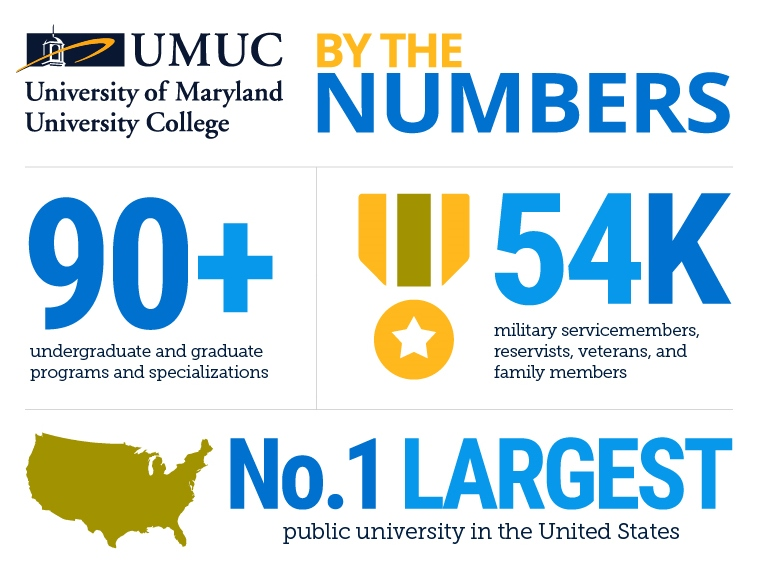 UMUC
University of Maryland
University College
BY THE
NUMBERS
90+
undergraduate and graduate
programs and specializations
54K
military servicemembers,
reservists, veterans, and
family members
No.1 LARGEST
public university in the United States